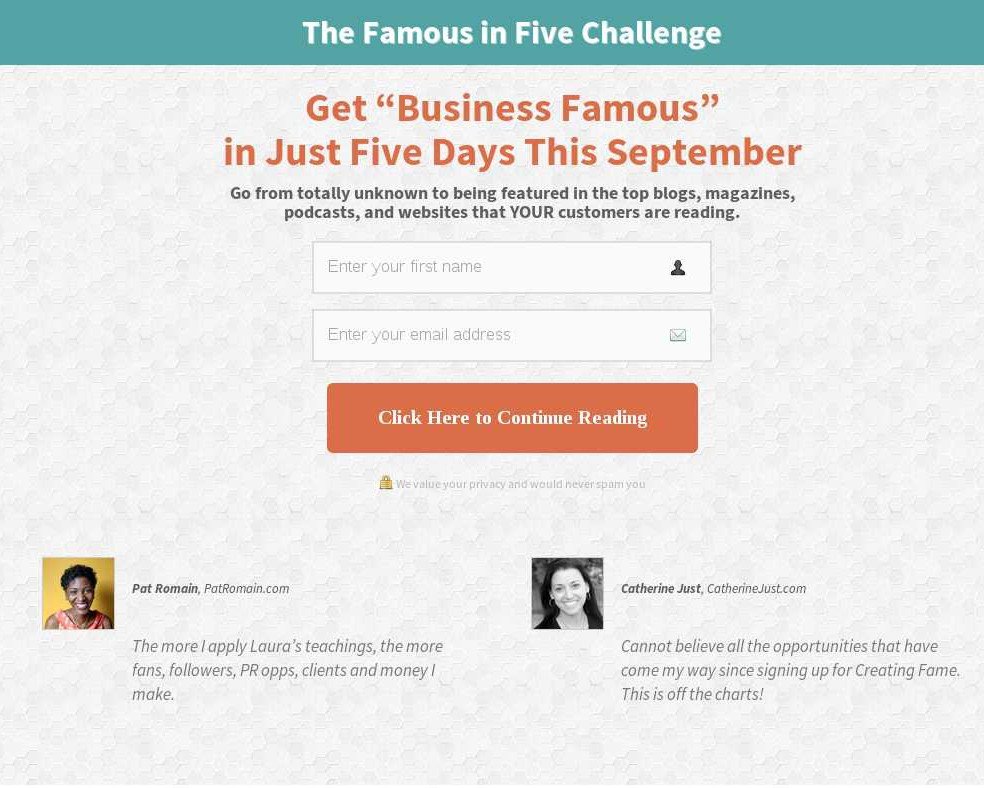 The Famous in Five Challenge
Get “Business Famous”
in Just Five Days This September
Go from totally unknown to being featured in the top blogs, magazines,
podcasts, and websites that YOUR customers are reading.
Enter your first name
Enter your email address
Click Here to Continue Reading
We value your privacy and would never spam you
Pat Romain, PatRomain.com
The more I apply Laura’s teachings, the more
fans, followers, PR opps, clients and money I
make.
Catherine Just, CatherineJust.com
Cannot believe all the opportunities that have
come my way since signing up for Creating Fame.
This is off the charts!